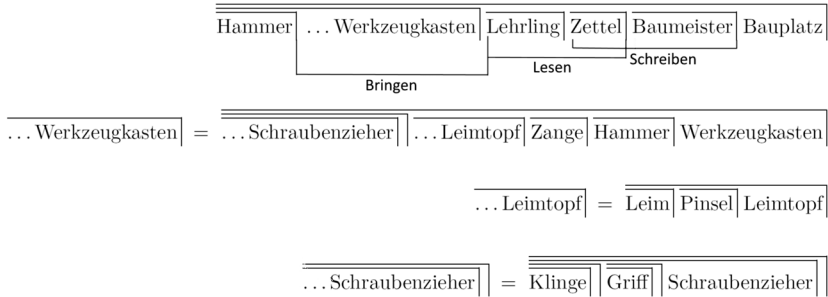 Hammer ...Werkzeugkasten Lehrling Zettel Baumeister Bauplatz
Bringen Lesen Schreiben
...Werkzeugkasten = ...Schraubenzieher ...Leimtopf Zange Hammer Werkzeugkasten
...Leimtopf = Leim Pinsel Leimtopf
...Schraubenzieher = Klinge Griff Schraubenzieher